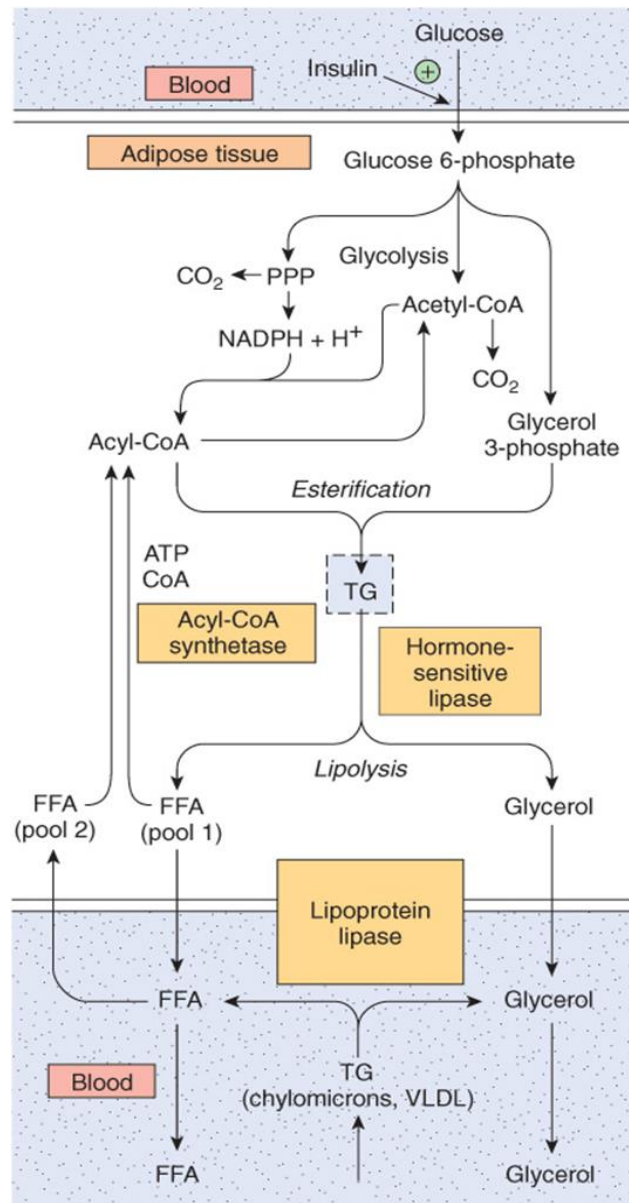 Glucose
Insulin
+
Blood
Adipose tissue
Glucose 6-phosphate
Glycolysis
CO₂
PPP
Acetyl-CoA
NADPH + H⁺
CO₂
Glycerol
3-phosphate
Acyl-CoA
Esterification
ATP
CoA
TG
Acyl-CoA
synthetase
Hormone-
sensitive
lipase
Lipolysis
FFA
(pool 2)
FFA
(pool 1)
Glycerol
Lipoprotein
lipase
FFA
Glycerol
Blood
TG
(chylomicrons, VLDL)
FFA
Glycerol